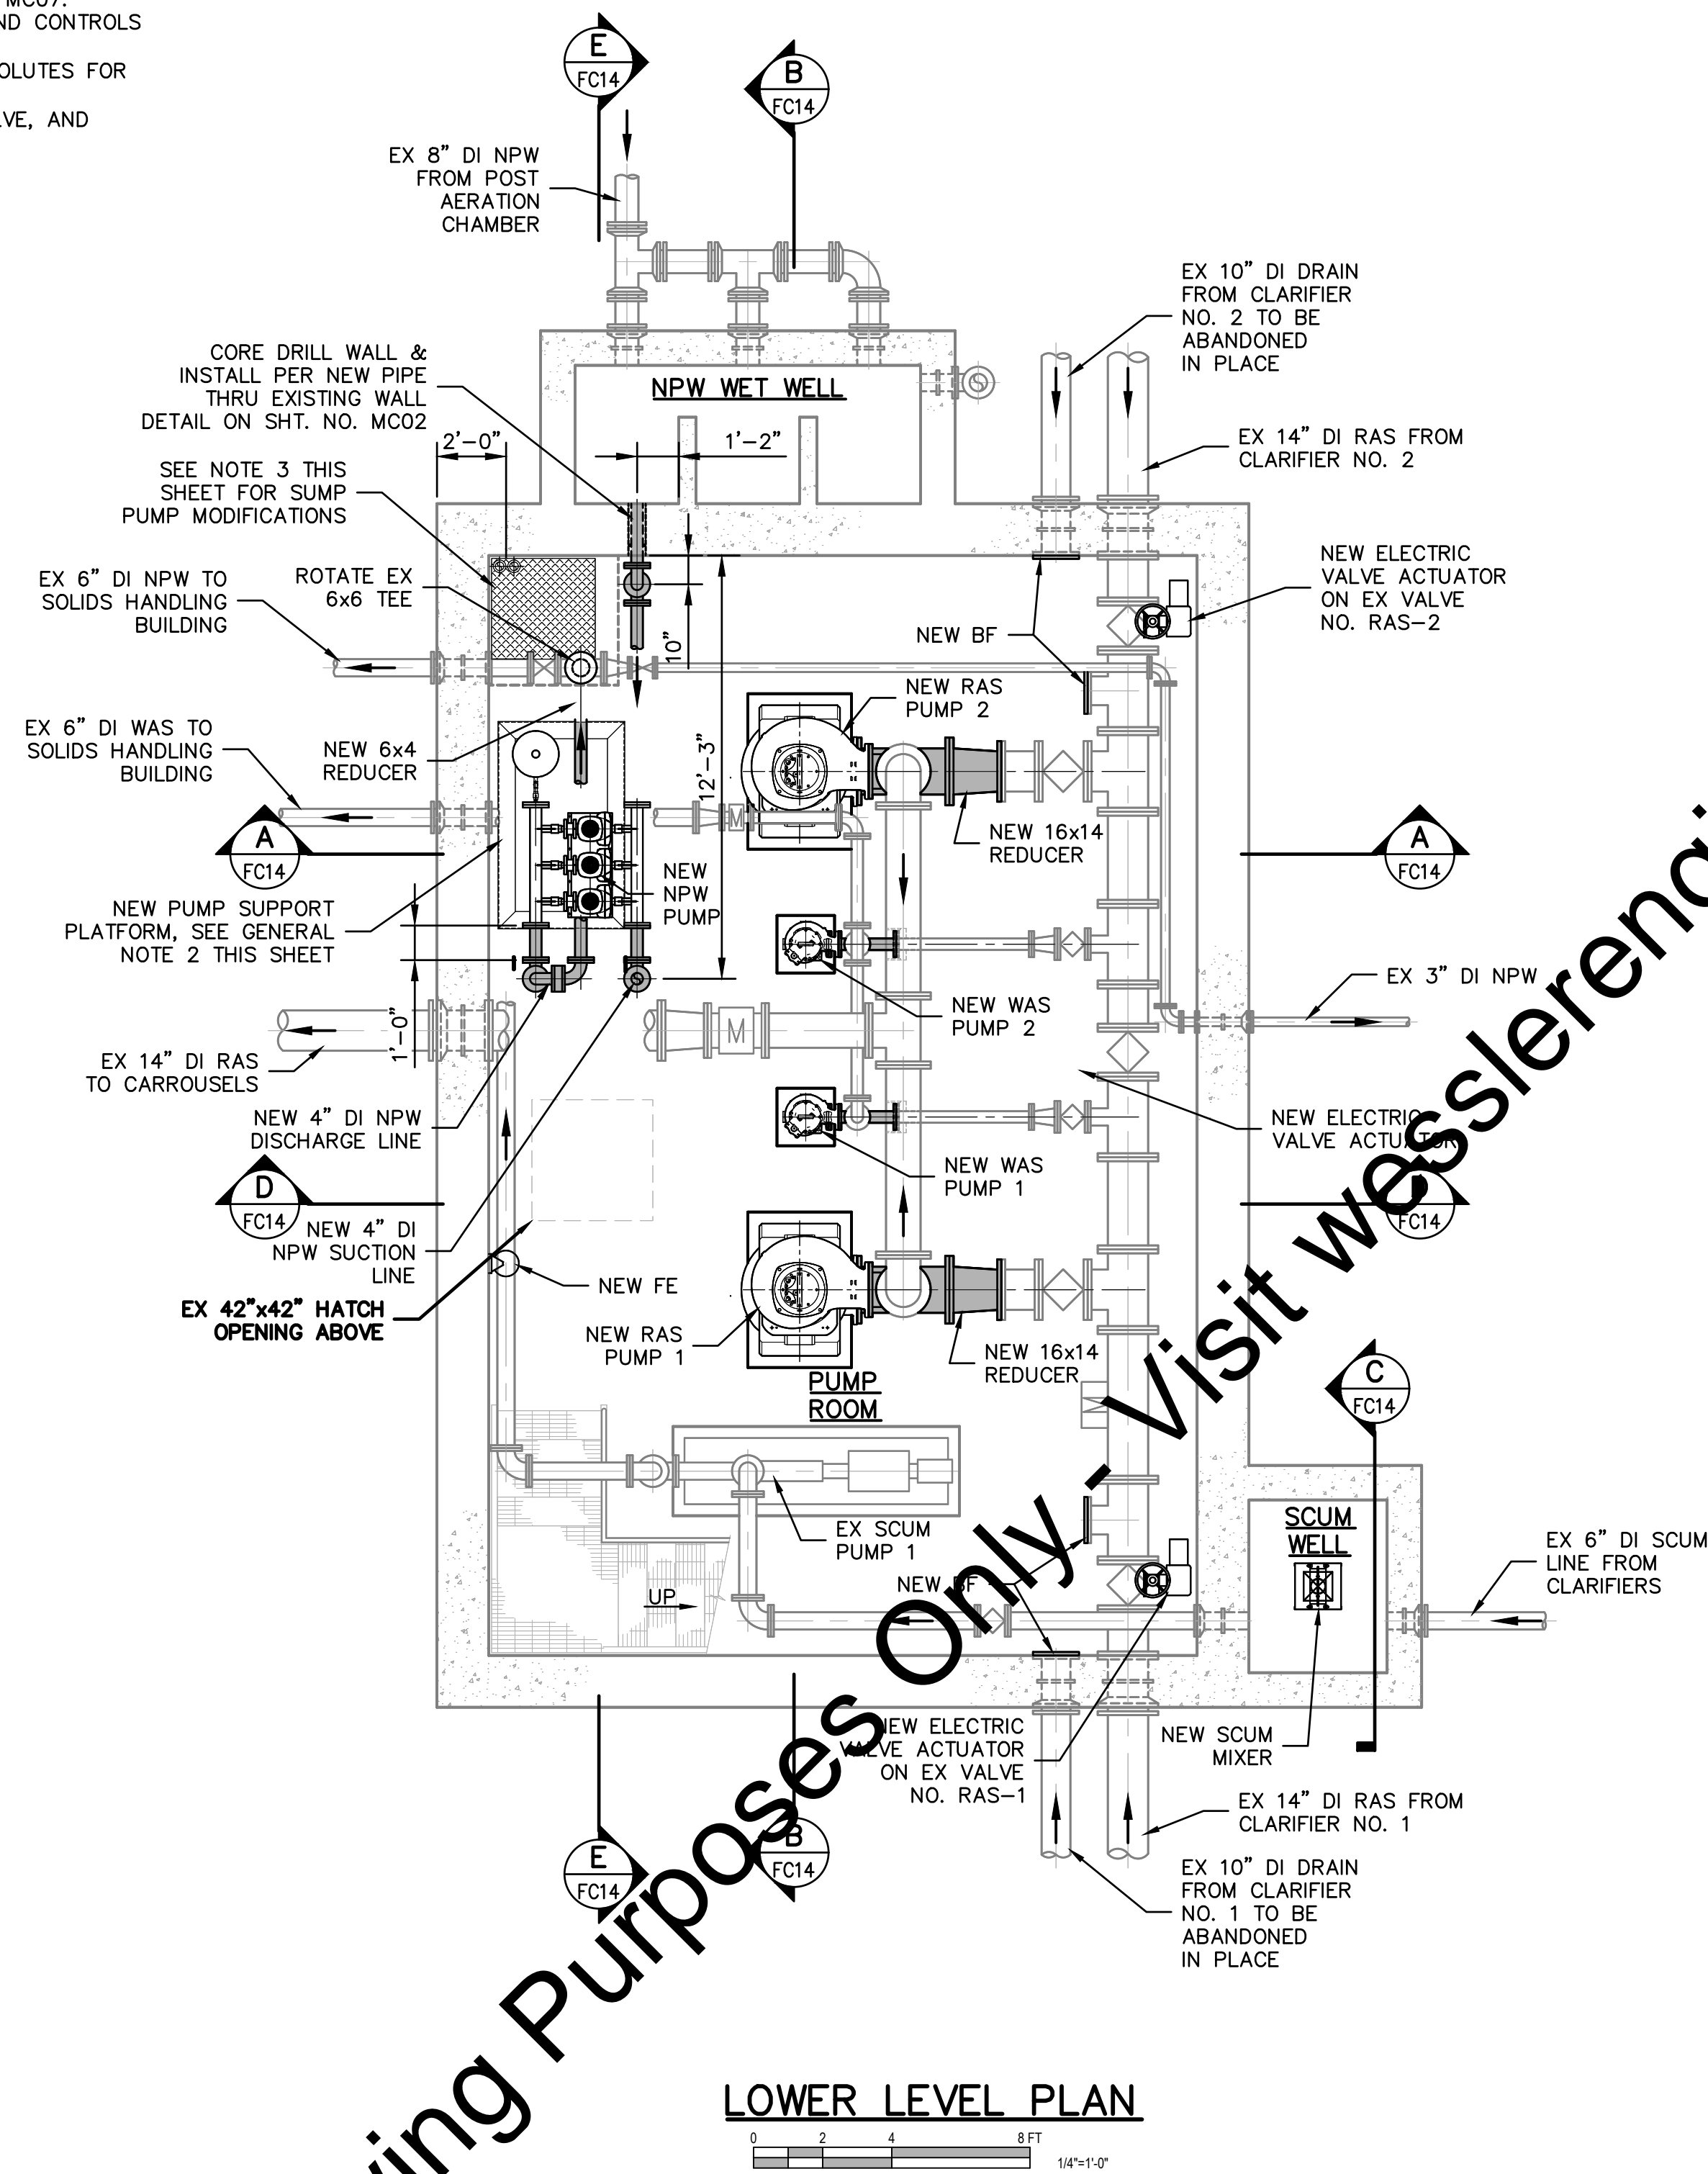 MC07.
ND CONTROLS
OLUTES FOR
LVE, AND
E
FC14
B
FC14
EX 8" DI NPW
FROM POST
AERATION
CHAMBER
EX 10" DI DRAIN
FROM CLARIFIER
NO. 2 TO BE
ABANDONED
IN PLACE
CORE DRILL WALL &
INSTALL PER NEW PIPE
THRU EXISTING WALL
DETAIL ON SHT. NO. MC02
NPW WET WELL
2'-0"
1'-2"
EX 14" DI RAS FROM
CLARIFIER NO. 2
SEE NOTE 3 THIS
SHEET FOR SUMP
PUMP MODIFICATIONS
NEW ELECTRIC
VALVE ACTUATOR
ON EX VALVE
NO. RAS-2
EX 6" DI NPW TO
SOLIDS HANDLING
BUILDING
ROTATE EX
6x6 TEE
10"
NEW BF
NEW RAS
PUMP 2
EX 6" DI WAS TO
SOLIDS HANDLING
BUILDING
NEW 6x4
REDUCER
12'-3"
M
A
FC14
NEW 16x14
REDUCER
A
FC14
NEW
NPW
PUMP
NEW PUMP SUPPORT
PLATFORM, SEE GENERAL
NOTE 2 THIS SHEET
EX 3" DI NPW
NEW WAS
PUMP 2
M
1'-0"
EX 14" DI RAS
TO CARROUSELS
NEW 4" DI NPW
DISCHARGE LINE
NEW ELECTRIC
VALVE ACTUATOR
NEW WAS
PUMP 1
D
FC14
D
FC14
NEW 4" DI
NPW SUCTION
LINE
NEW FE
EX 42"x42" HATCH
OPENING ABOVE
NEW RAS
PUMP 1
NEW 16x14
REDUCER
PUMP
ROOM
M
C
FC14
EX SCUM
PUMP 1
SCUM
WELL
EX 6" DI SCUM
LINE FROM
CLARIFIERS
NEW BF
UP
NEW ELECTRIC
VALVE ACTUATOR
ON EX VALVE
NO. RAS-1
NEW SCUM
MIXER
EX 14" DI RAS FROM
CLARIFIER NO. 1
E
FC14
B
FC14
EX 10" DI DRAIN
FROM CLARIFIER
NO. 1 TO BE
ABANDONED
IN PLACE
wing Purposes Only - Visit wesslerengi
LOWER LEVEL PLAN
0 2 4 8 FT
1/4"=1'-0"